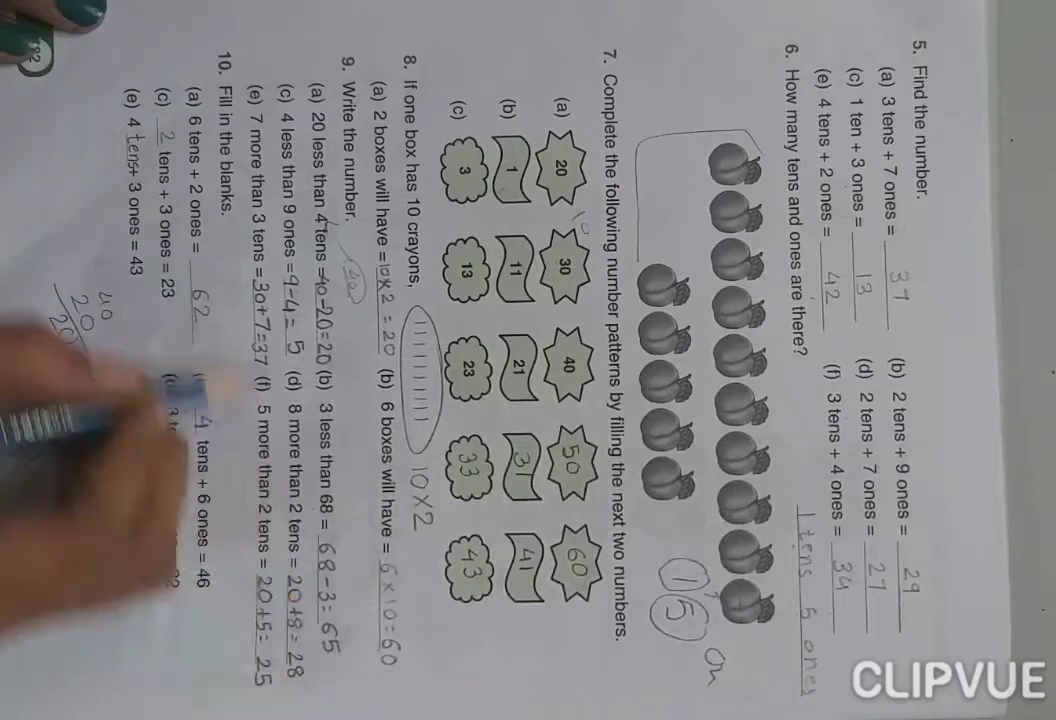 5. Find the number.
(a) 3 tens + 7 ones = 37 (b) 2 tens + 9 ones = 29
(c) 1 ten + 3 ones = 13 (d) 2 tens + 7 ones = 27
(e) 4 tens + 2 ones = 42 (f) 3 tens + 4 ones = 34
6. How many tens and ones are there? 1 tens 5 ones
15
7. Complete the following number patterns by filling the next two numbers.
(a) 20 30 40 50 60
10
(b) 1 11 21 31 41
(c) 3 13 23 33 43
8. If one box has 10 crayons, 10×2
(a) 2 boxes will have = 10×2 = 20 (b) 6 boxes will have = 6×10=60
9. Write the number. 40
(a) 20 less than 4 tens = 40-20=20 (b) 3 less than 68 = 68-3=65
(c) 4 less than 9 ones = 9-4= 5 (d) 8 more than 2 tens = 20+8= 28
(e) 7 more than 3 tens = 30+7=37 (f) 5 more than 2 tens = 20+5= 25
10. Fill in the blanks.
(a) 6 tens + 2 ones = 62 4 tens + 6 ones = 46
(c) 2 tens + 3 ones = 23
(e) 4 tens + 3 ones = 43
40
20
20
CLIPVUE